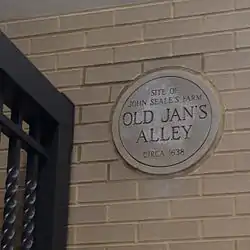 SITE OF
JOHN SEALE'S FARM
OLD JAN'S
ALLEY
CIRCA 1638